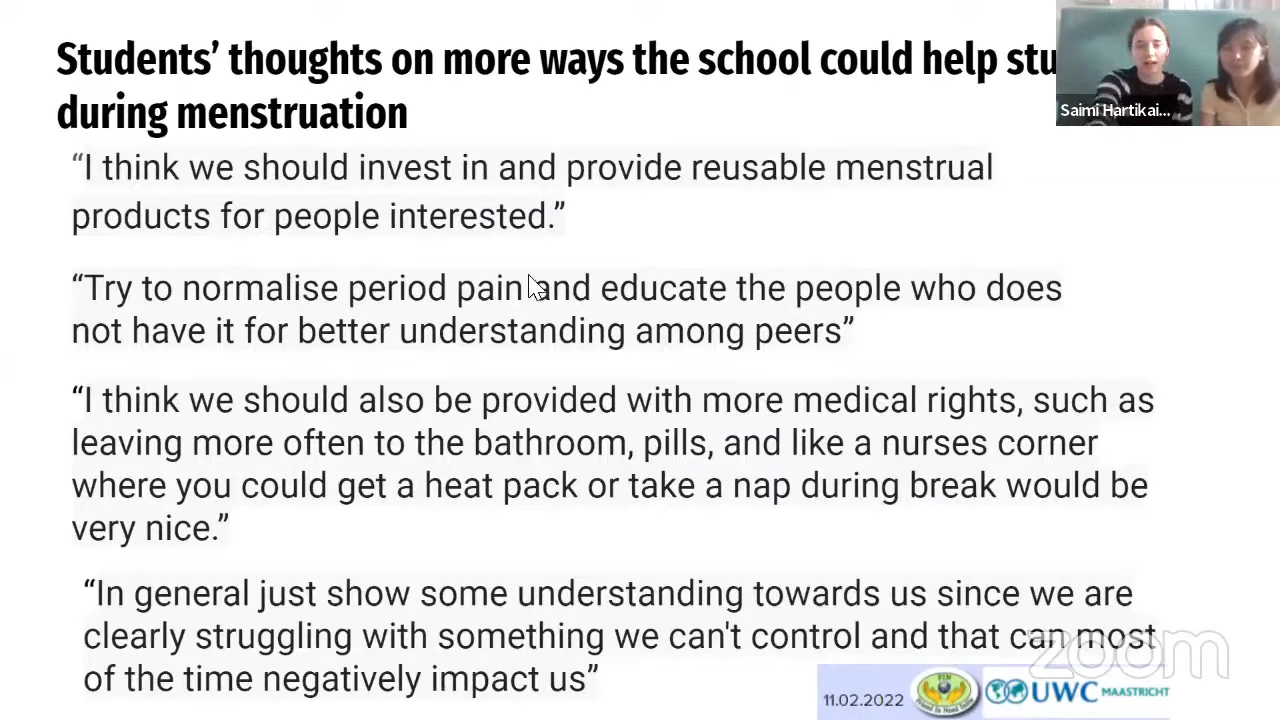 Students’ thoughts on more ways the school could help stu
during menstruation
Saimi Hartikai...
“I think we should invest in and provide reusable menstrual
products for people interested.”
“Try to normalise period pain and educate the people who does
not have it for better understanding among peers”
“I think we should also be provided with more medical rights, such as
leaving more often to the bathroom, pills, and like a nurses corner
where you could get a heat pack or take a nap during break would be
very nice.”
“In general just show some understanding towards us since we are
clearly struggling with something we can't control and that can most
of the time negatively impact us”
zoom
11.02.2022
FIN
UWC MAASTRICHT